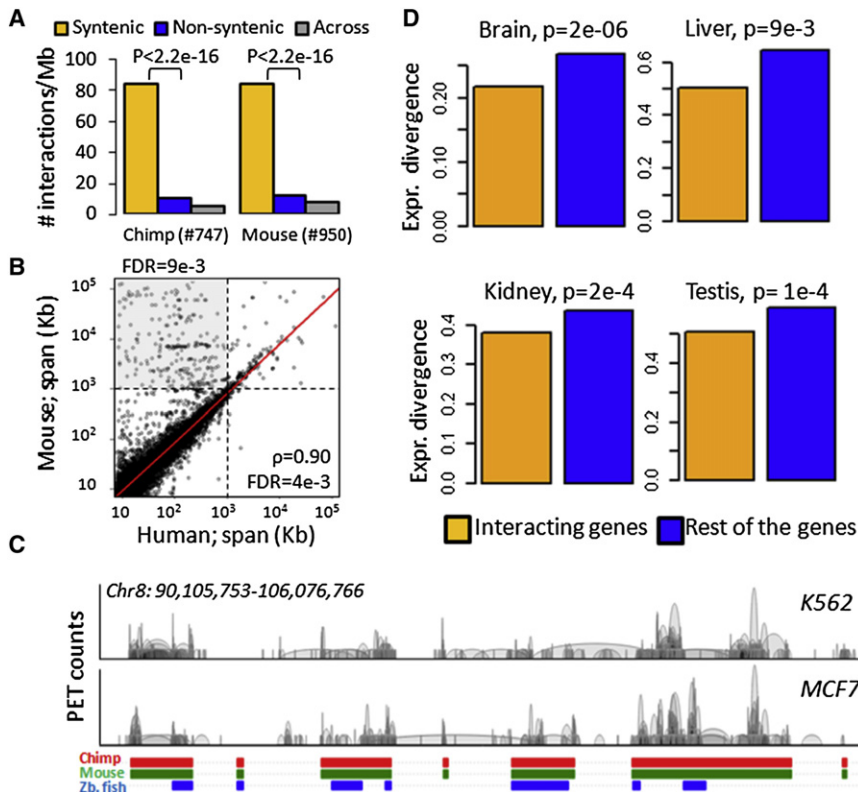 A
Syntenic Non-syntenic Across
P<2.2e-16 P<2.2e-16
# interactions/Mb
100
80
60
40
20
0
Chimp (#747) Mouse (#950)
B
FDR=9e-3
Mouse; span (Kb)
10⁵
10⁴
10³
10²
10
ρ=0.90
FDR=4e-3
10 10² 10³ 10⁴ 10⁵
Human; span (Kb)
D
Brain, p=2e-06
Expr. divergence
0.20
0.10
0.00
Liver, p=9e-3
0.6
0.4
0.2
0.0
Kidney, p=2e-4
Expr. divergence
0.4
0.3
0.2
0.1
0.0
Testis, p= 1e-4
0.4
0.2
0.0
Interacting genes Rest of the genes
C
Chr8: 90,105,753-106,076,766
K562
PET counts
MCF7
Chimp
Mouse
Zb. fish